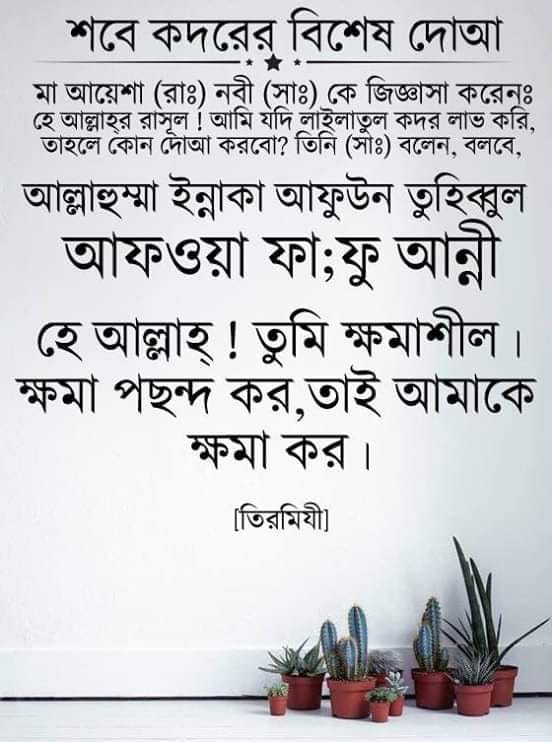 শবে কদরের বিশেষ দোআ
মা আয়েশা (রাঃ) নবী (সাঃ) কে জিজ্ঞাসা করেনঃ
হে আল্লাহ্‌র রাসূল ! আমি যদি লাইলাতুল কদর লাভ করি,
তাহলে কোন দোআ করবো? তিনি (সাঃ) বলেন, বলবে,
আল্লাহুম্মা ইন্নাকা আফুউন তুহিব্বুল
আফওয়া ফা;ফু আন্নী
হে আল্লাহ্ ! তুমি ক্ষমাশীল ।
ক্ষমা পছন্দ কর,তাই আমাকে
ক্ষমা কর ।
[তিরমিযী]